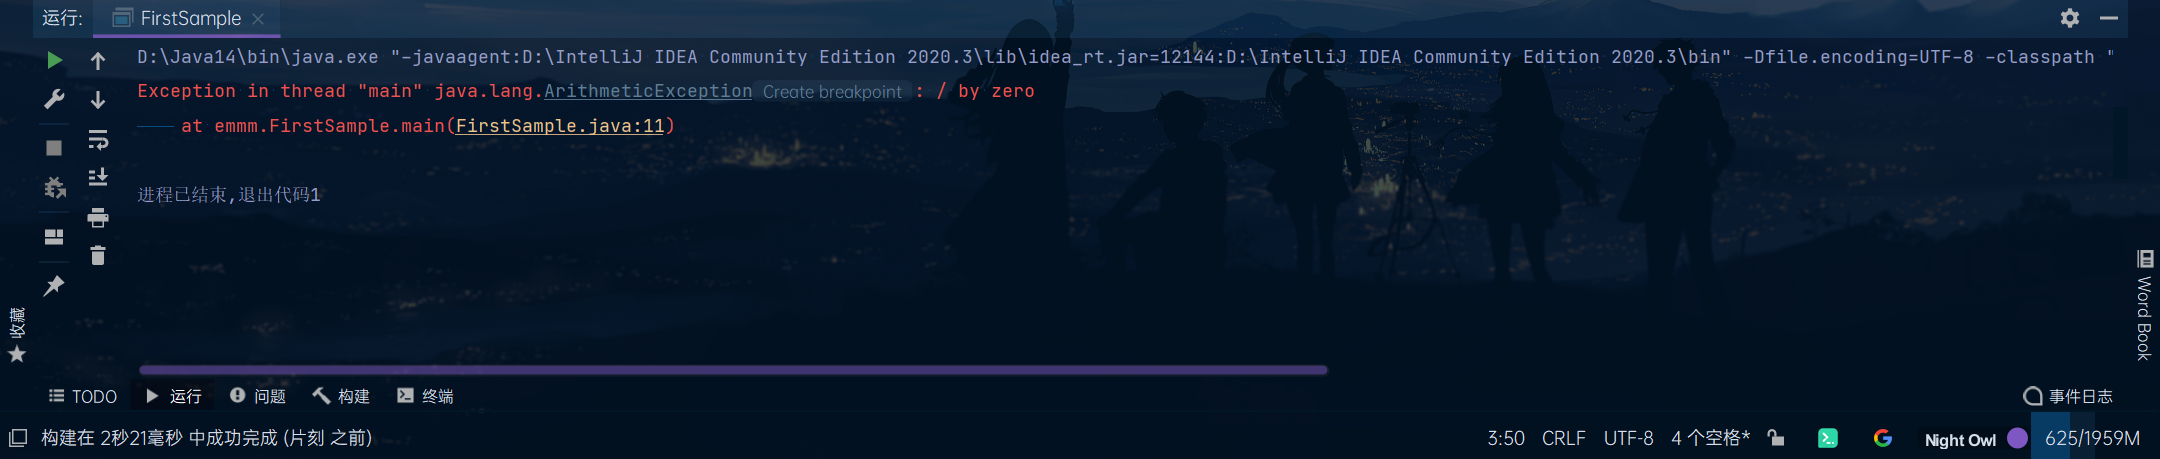 运行: FirstSample
D:\Java14\bin\java.exe "-javaagent:D:\IntelliJ IDEA Community Edition 2020.3\lib\idea_rt.jar=12144:D:\IntelliJ IDEA Community Edition 2020.3\bin" -Dfile.encoding=UTF-8 -classpath "
Exception in thread "main" java.lang.ArithmeticException Create breakpoint : / by zero
at emmm.FirstSample.main(FirstSample.java:11)
进程已结束,退出代码1
收藏
Word Book
TODO 运行 问题 构建 终端 事件日志
构建在 2秒21毫秒 中成功完成 (片刻 之前) 3:50 CRLF UTF-8 4 个空格* Night Owl 625/1959M